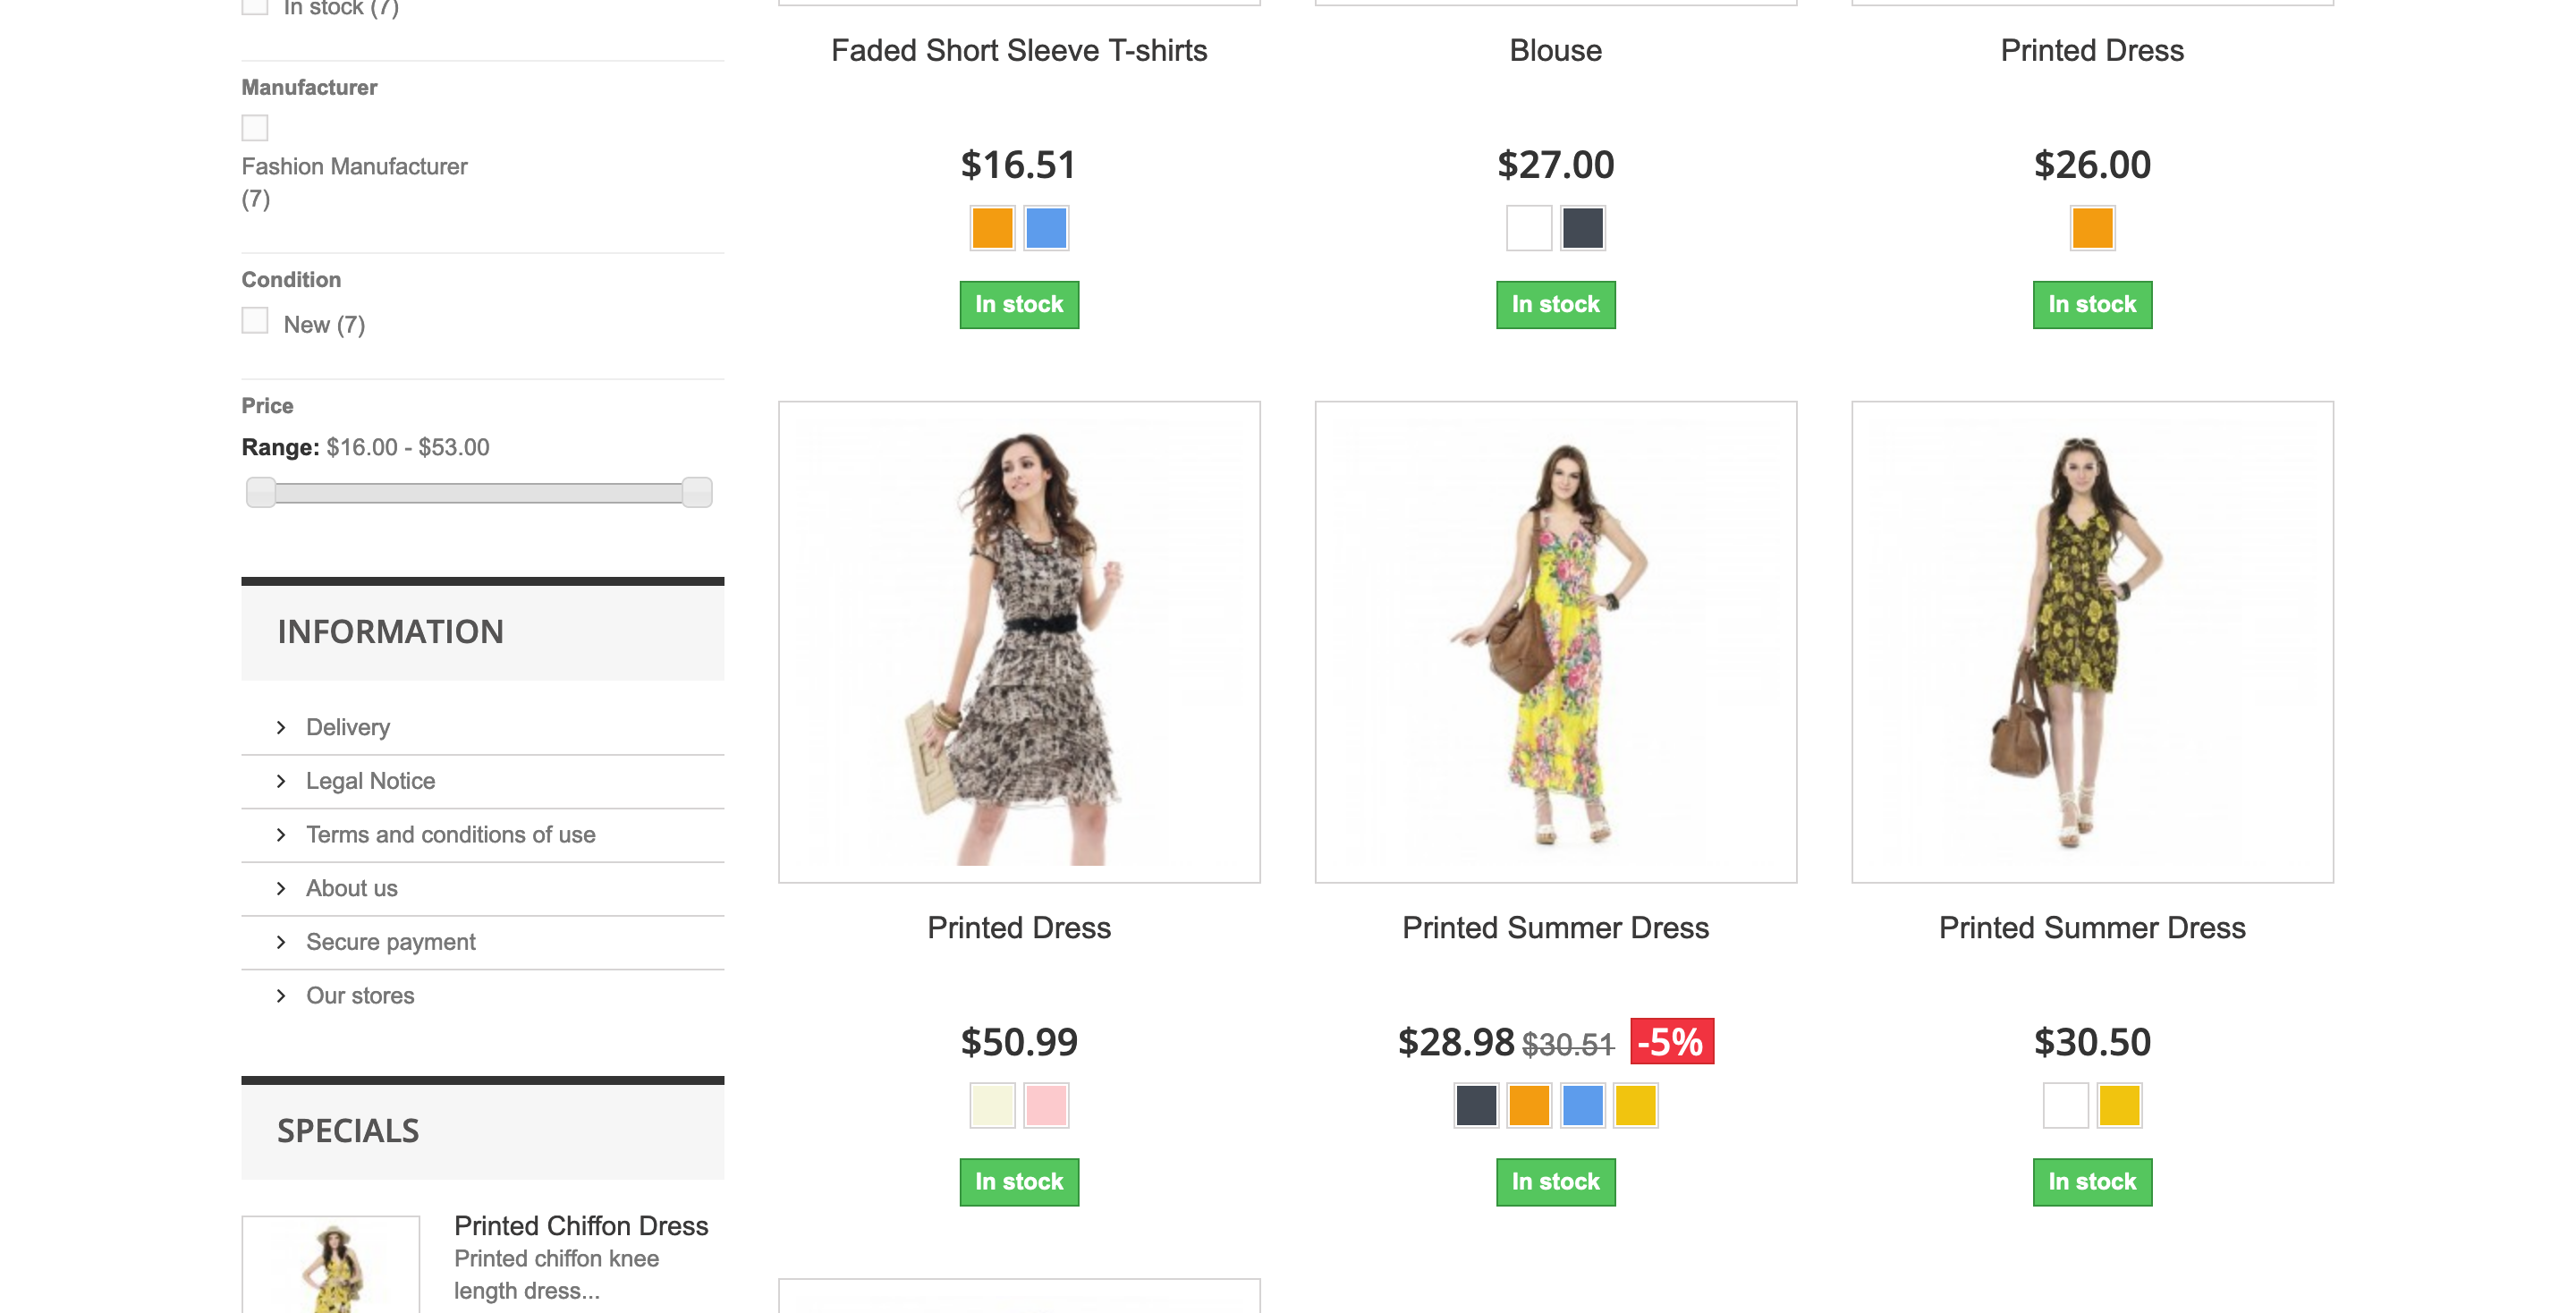 In stock (7)
Manufacturer
Fashion Manufacturer
(7)
Condition
New (7)
Price
Range: $16.00 - $53.00
INFORMATION
Delivery
Legal Notice
Terms and conditions of use
About us
Secure payment
Our stores
SPECIALS
Printed Chiffon Dress
Printed chiffon knee
length dress...
Faded Short Sleeve T-shirts
$16.51
In stock
Blouse
$27.00
In stock
Printed Dress
$26.00
In stock
Printed Dress
$50.99
In stock
Printed Summer Dress
$28.98 $30.51 -5%
In stock
Printed Summer Dress
$30.50
In stock